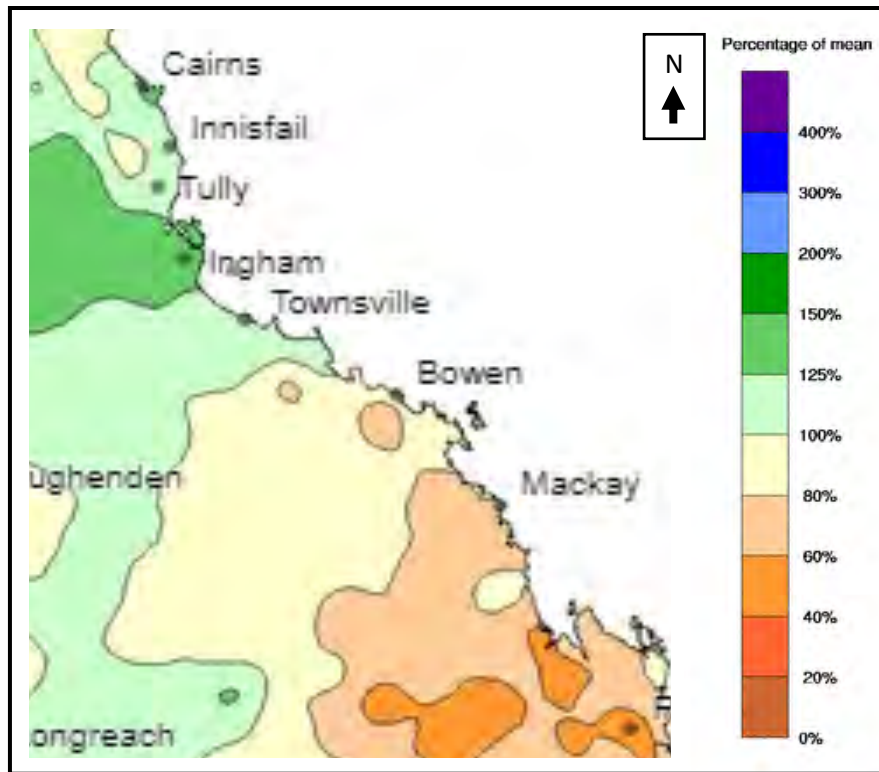 Cairns
Innisfail
Tully
Ingham
Townsville
Bowen
ughenden
Mackay
ongreach
N
Percentage of mean
400%
300%
200%
150%
125%
100%
80%
60%
40%
20%
0%